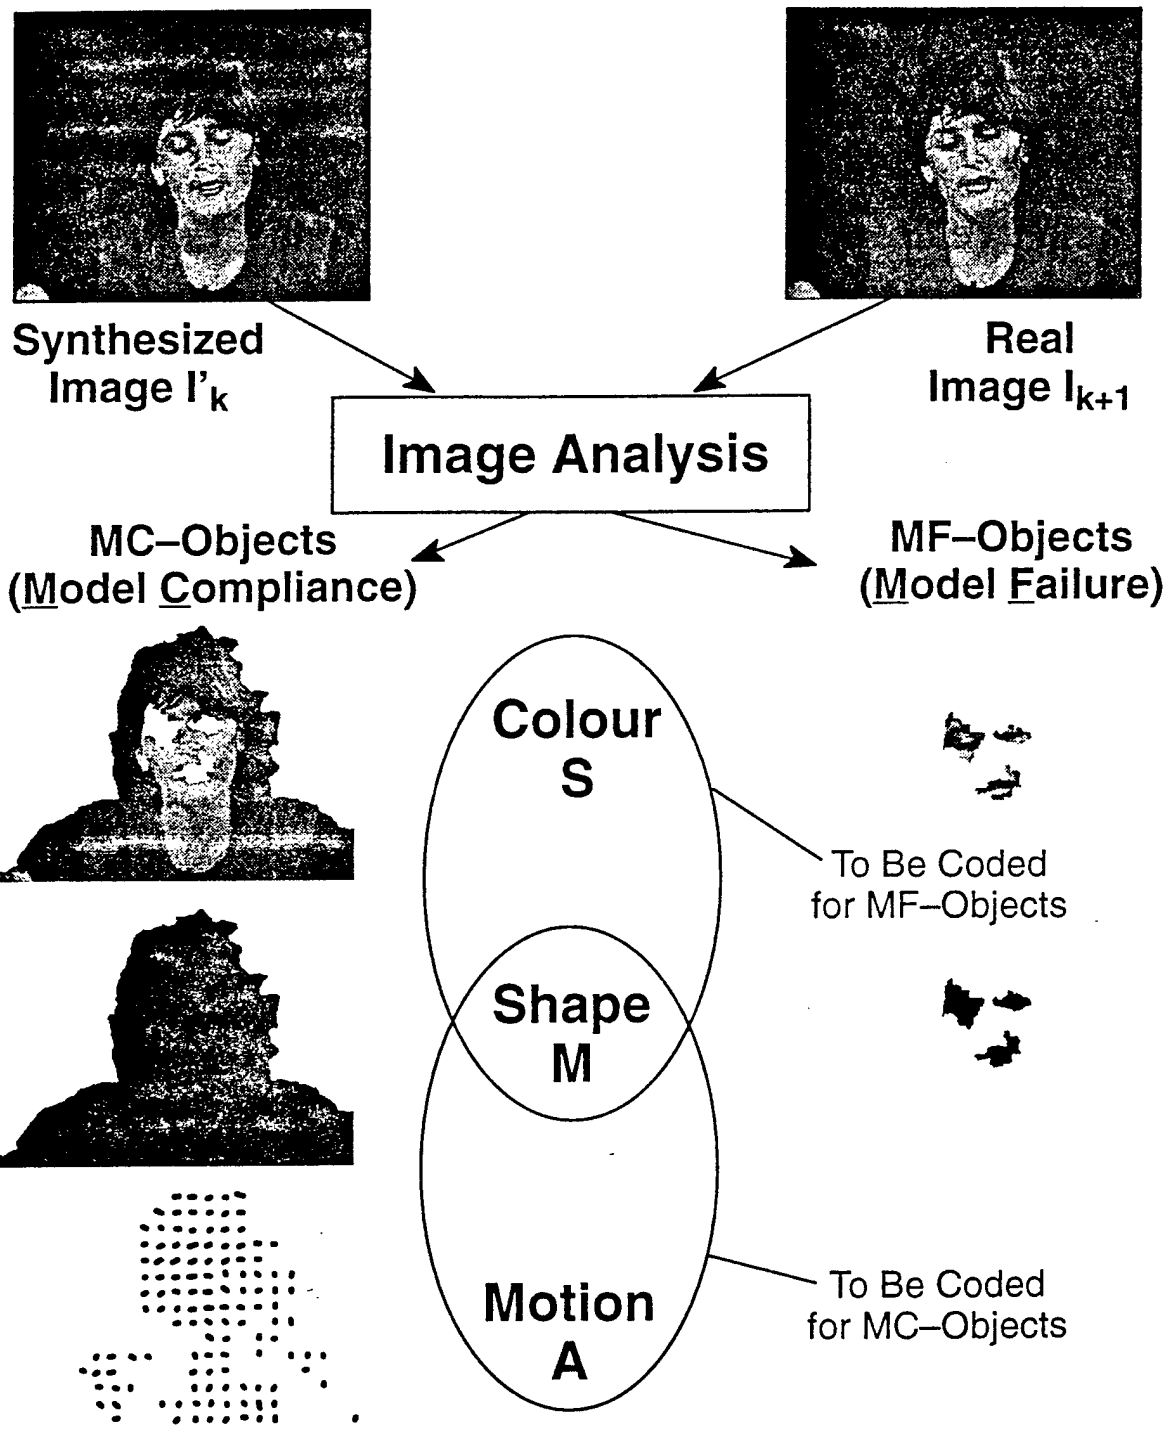 Synthesized
Image I'k
Real
Image Ik+1
Image Analysis
MC–Objects
(Model Compliance)
MF–Objects
(Model Failure)
Colour
S
To Be Coded
for MF–Objects
Shape
M
Motion
A
To Be Coded
for MC–Objects